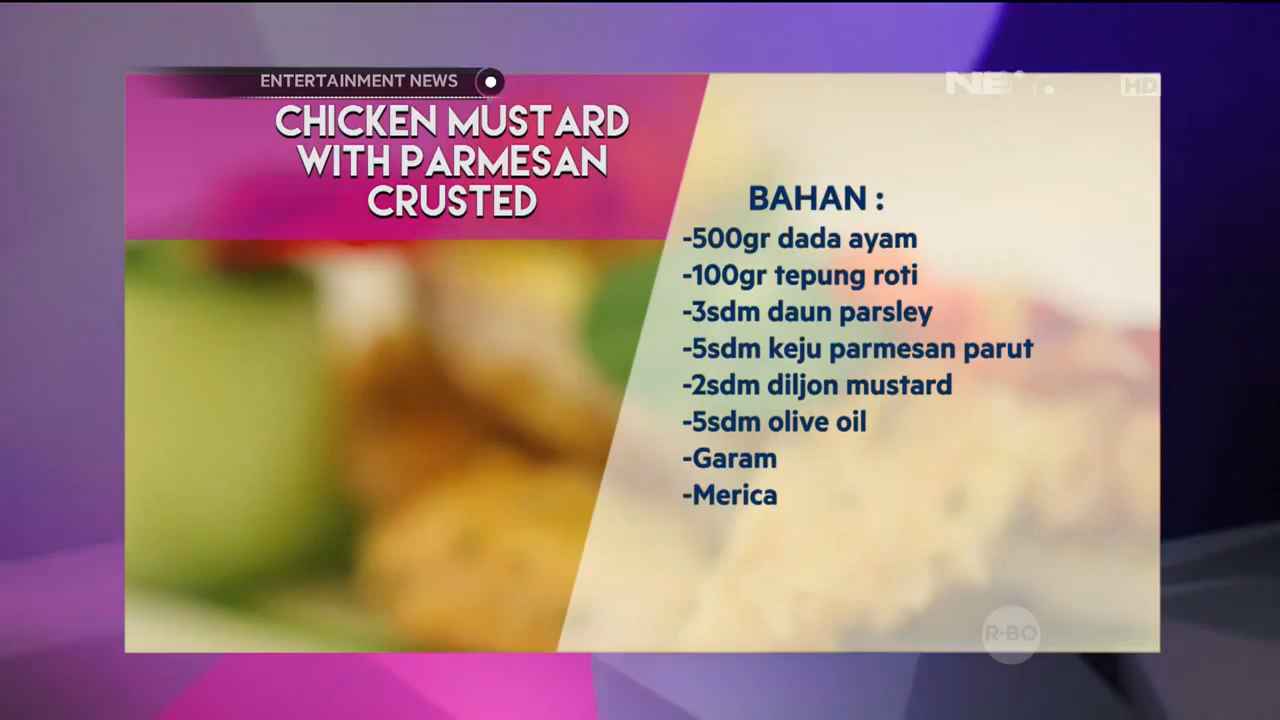 ENTERTAINMENT NEWS
HD
CHICKEN MUSTARD
WITH PARMESAN
CRUSTED
BAHAN :
-500gr dada ayam
-100gr tepung roti
-3sdm daun parsley
-5sdm keju parmesan parut
-2sdm diljon mustard
-5sdm olive oil
-Garam
-Merica
R-BO